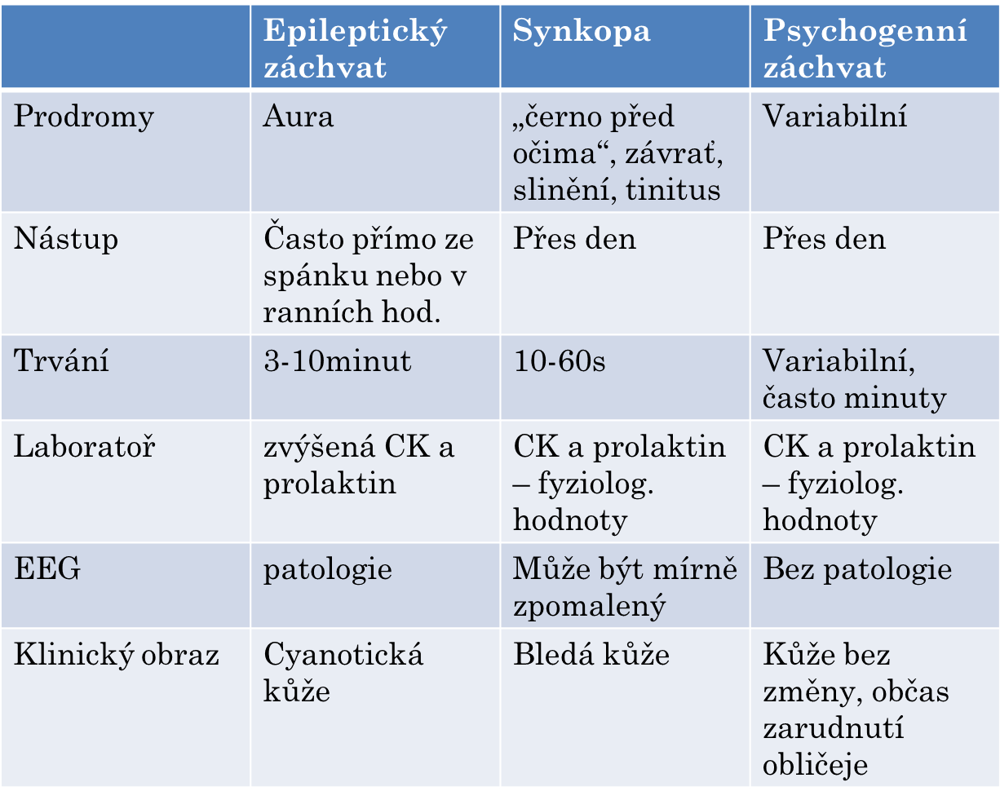 Epileptický
záchvat
Synkopa
Psychogenní
záchvat
Prodromy
Aura
„černo před
očima“, závrať,
slinění, tinitus
Variabilní
Nástup
Často přímo ze
spánku nebo v
ranních hod.
Přes den
Přes den
Trvání
3-10minut
10-60s
Variabilní,
často minuty
Laboratoř
zvýšená CK a
prolaktin
CK a prolaktin
– fyziolog.
hodnoty
CK a prolaktin
– fyziolog.
hodnoty
EEG
patologie
Může být mírně
zpomalený
Bez patologie
Klinický obraz
Cyanotická
kůže
Bledá kůže
Kůže bez
změny, občas
zarudnutí
obličeje